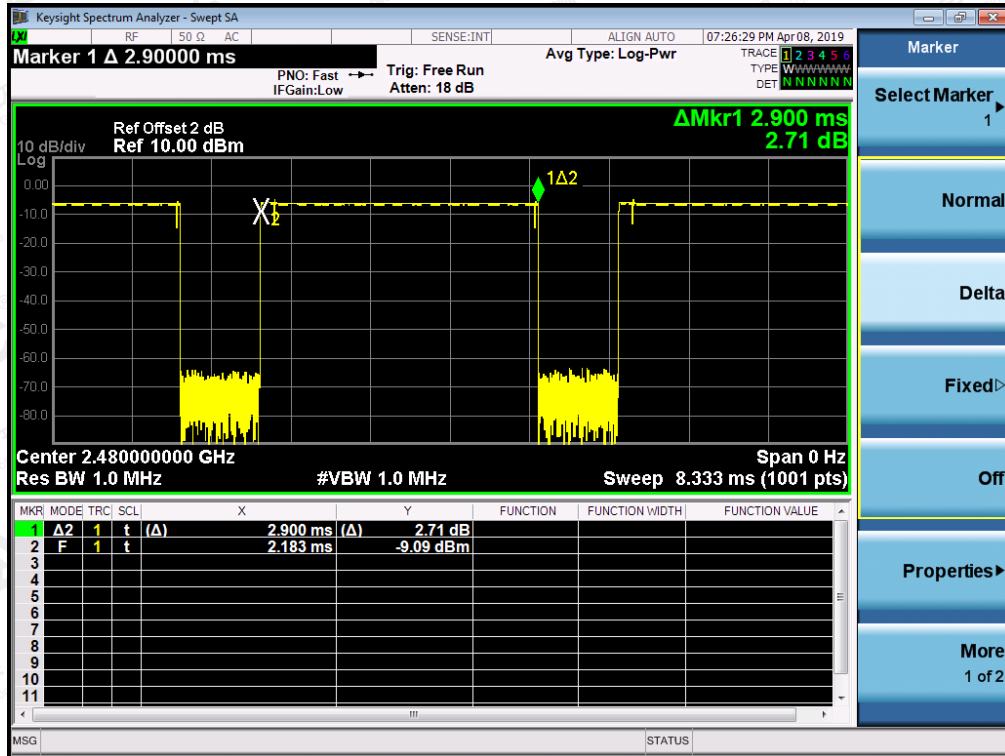 Keysight Spectrum Analyzer - Swept SA
LXI RF 50 Ω AC SENSE:INT ALIGN AUTO 07:26:29 PM Apr 08, 2019
Marker 1 Δ 2.90000 ms
PNO: Fast
IFGain:Low
Trig: Free Run
Atten: 18 dB
Avg Type: Log-Pwr
TRACE 1 2 3 4 5 6
TYPE WWWWWW
DET N N N N N N
Marker
Select Marker
1
Normal
Delta
Fixed
Off
Properties
More
1 of 2
ΔMkr1 2.900 ms
2.71 dB
Ref Offset 2 dB
10 dB/div Ref 10.00 dBm
Log
0.00
-10.0
-20.0
-30.0
-40.0
-50.0
-60.0
-70.0
-80.0
1Δ2
2
Center 2.480000000 GHz Span 0 Hz
Res BW 1.0 MHz #VBW 1.0 MHz Sweep 8.333 ms (1001 pts)
MKR MODE TRC SCL X Y FUNCTION FUNCTION WIDTH FUNCTION VALUE
1 Δ2 1 t (Δ) 2.900 ms (Δ) 2.71 dB
2 F 1 t 2.183 ms -9.09 dBm
3
4
5
6
7
8
9
10
11
MSG STATUS